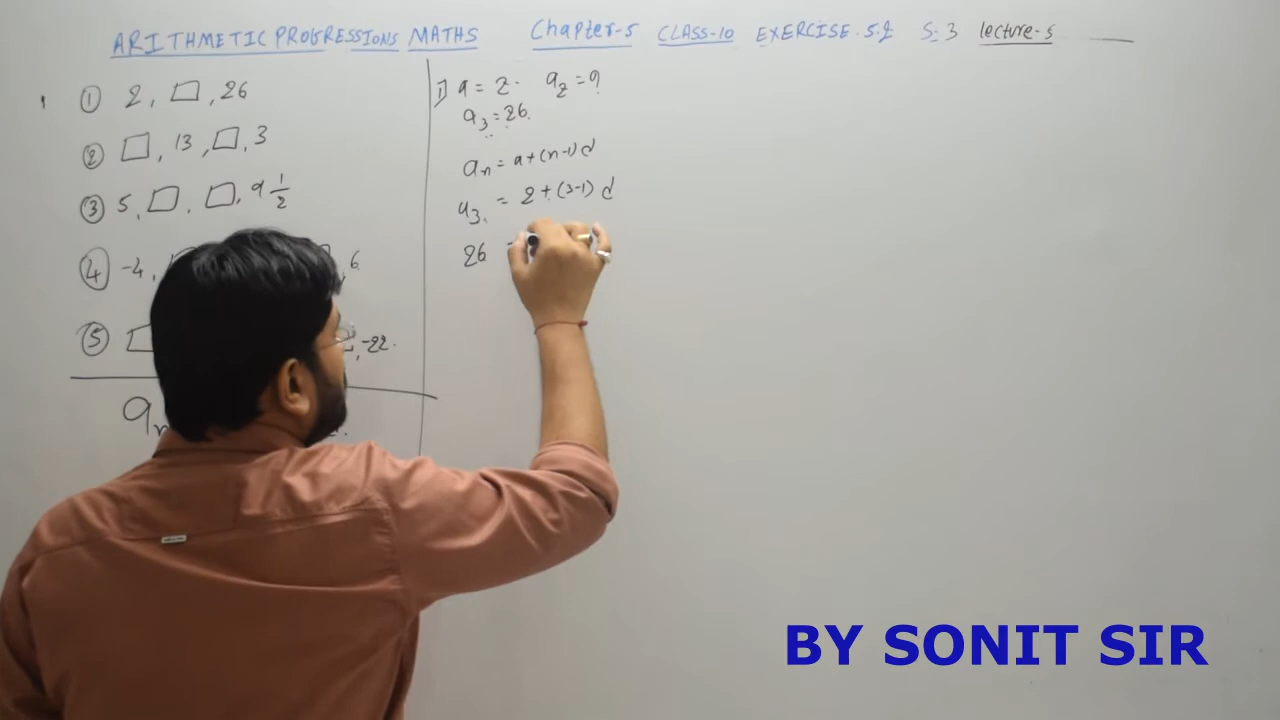 ARITHMETIC PROGRESSIONS MATHS Chapter-5 CLASS-10 EXERCISE. 5.2 5.3 lecture-5
① 2, □, 26
② □, 13, □, 3
③ 5, □, □, 9 1/2
④ -4, 6
⑤ □ , -22.
a
1) a = 2. a₂ = ?
a₃ = 26.
aₙ = a + (n-1) d
a₃ = 2 + (3-1) d
26
BY SONIT SIR